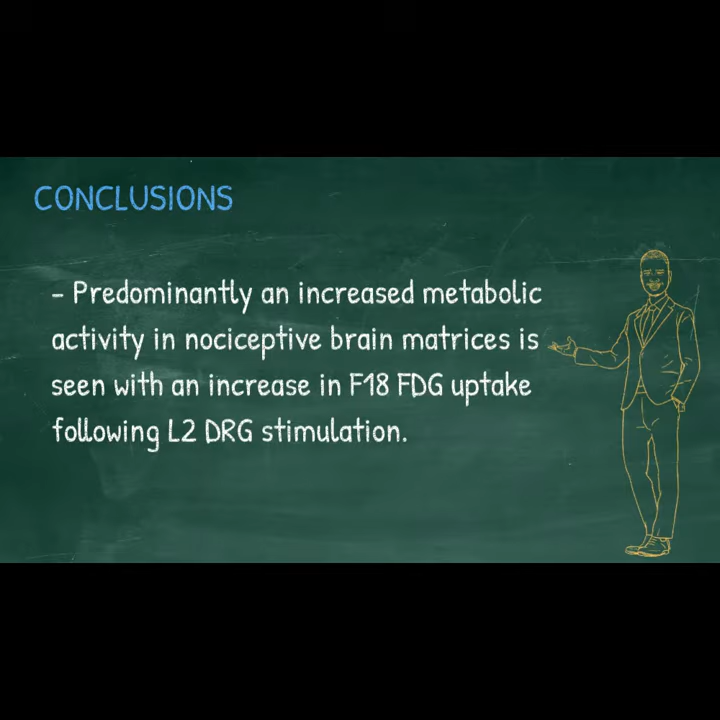 CONCLUSIONS
- Predominantly an increased metabolic
activity in nociceptive brain matrices is
seen with an increase in F18 FDG uptake
following L2 DRG stimulation.